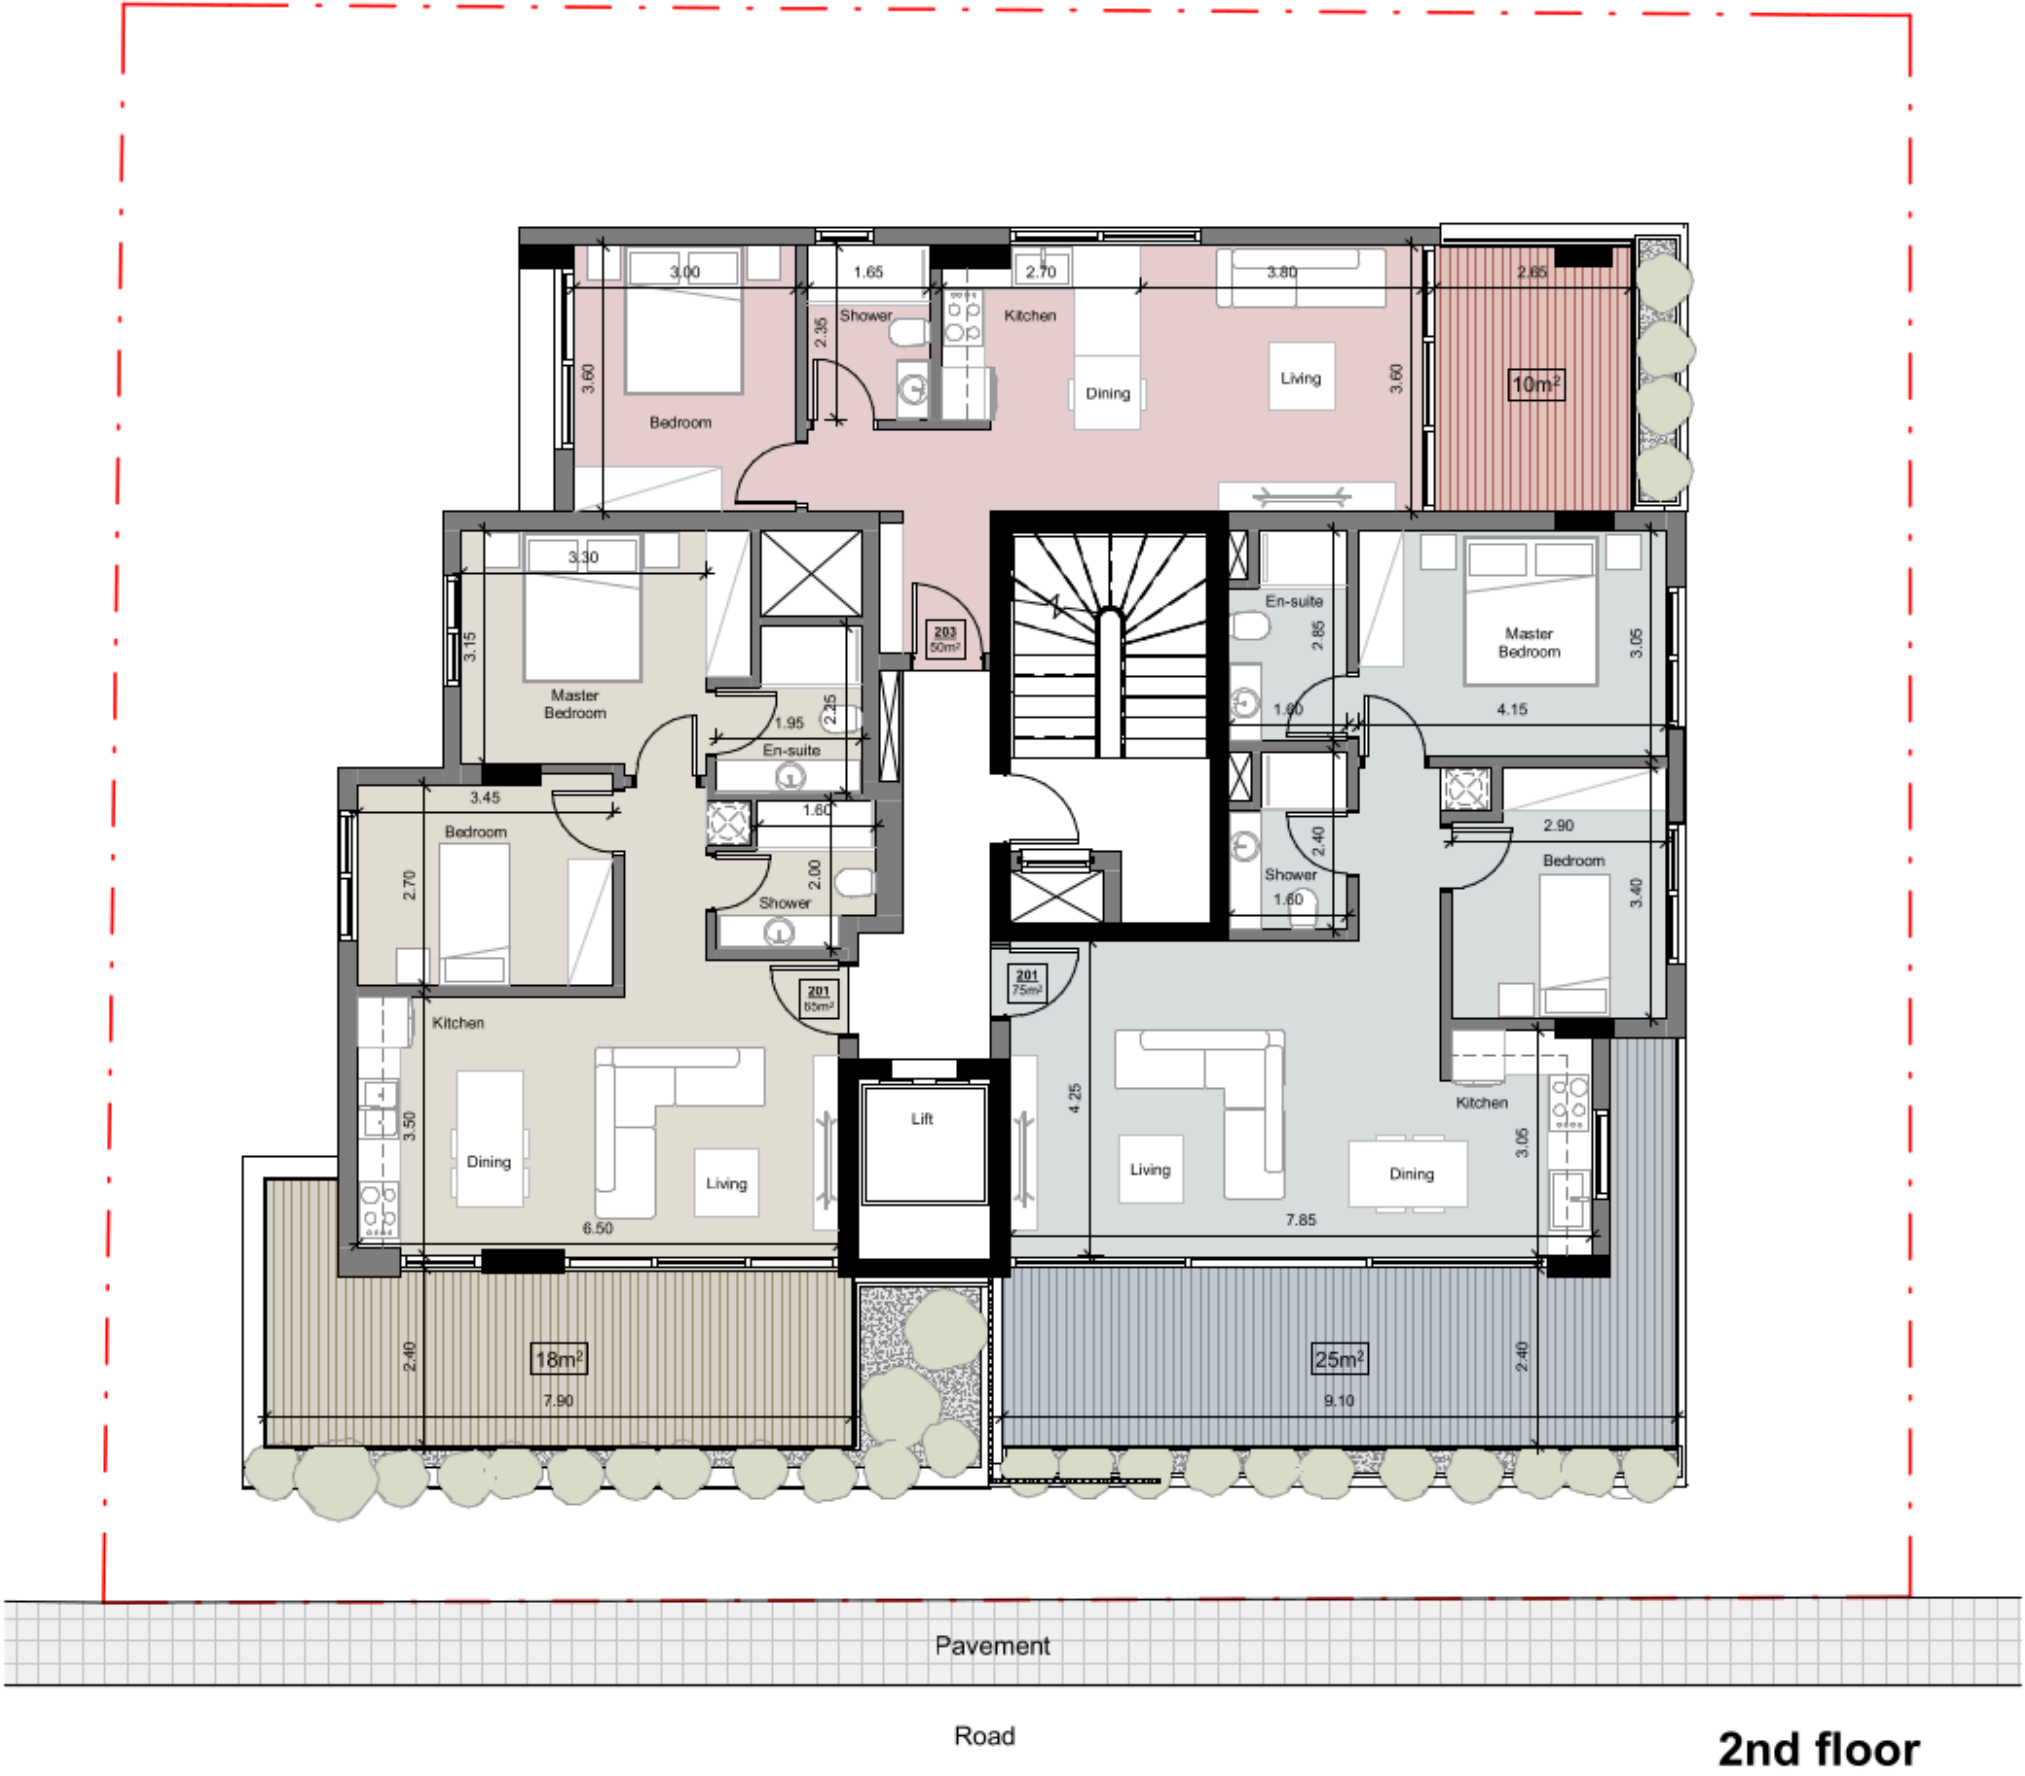 3.00
1.65
2.70
3.80
2.65
Shower
Kitchen
2.35
3.60
Dining
Living
3.60
10m²
Bedroom
3.30
203
50m²
3.15
Master
Bedroom
2.25
1.95
En-suite
En-suite
2.85
Master
Bedroom
3.05
1.60
4.15
3.45
Bedroom
1.60
2.70
2.00
Shower
2.40
Shower
1.60
2.90
Bedroom
3.40
201
65m²
201
75m²
Kitchen
3.50
Dining
Living
6.50
Lift
4.25
Living
Kitchen
3.05
Dining
7.85
2.40
18m²
7.90
25m²
2.40
9.10
Pavement
Road
2nd floor